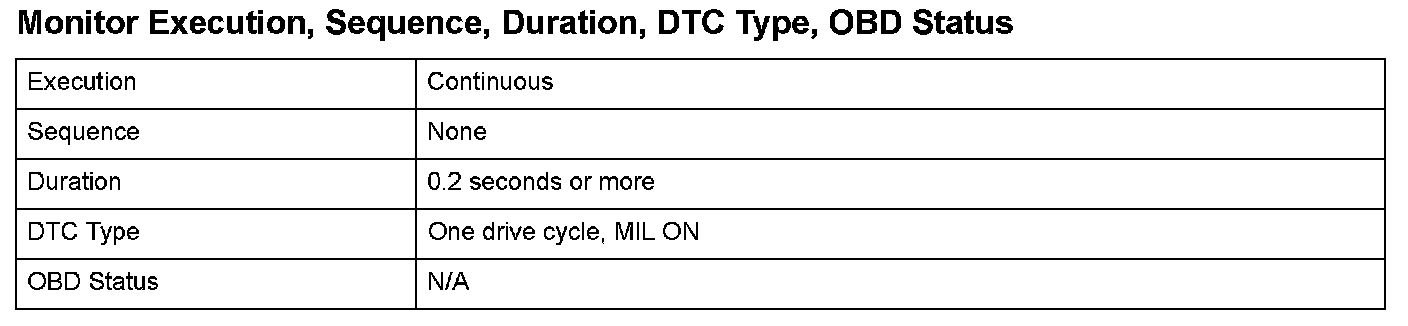 Monitor Execution, Sequence, Duration, DTC Type, OBD Status
Execution Continuous
Sequence None
Duration 0.2 seconds or more
DTC Type One drive cycle, MIL ON
OBD Status N/A